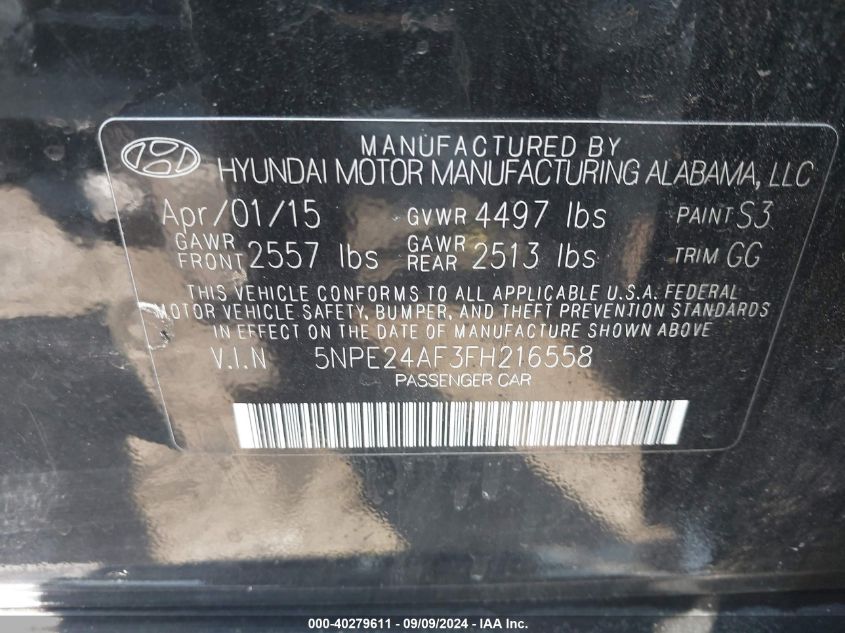 MANUFACTURED BY
HYUNDAI MOTOR MANUFACTURING ALABAMA, LLC
Apr/01/15 GVWR 4497 lbs PAINT S3
GAWR FRONT 2557 lbs GAWR REAR 2513 lbs TRIM GG
THIS VEHICLE CONFORMS TO ALL APPLICABLE U.S.A. FEDERAL
MOTOR VEHICLE SAFETY, BUMPER, AND THEFT PREVENTION STANDARDS
IN EFFECT ON THE DATE OF MANUFACTURE SHOWN ABOVE
V.I.N 5NPE24AF3FH216558
PASSENGER CAR
000-40279611 - 09/09/2024 - IAA Inc.